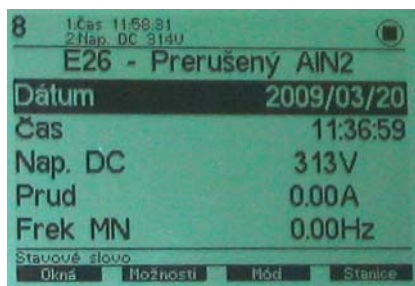 8
1.Čas 11:58:31
2.Nap. DC 314V
E26 - Prerušený AIN2
Dátum 2009/03/20
Čas 11:36:59
Nap. DC 313V
Prud 0.00A
Frek MN 0.00Hz
Stavové slovo
Okná Možnosti Mód Stanice